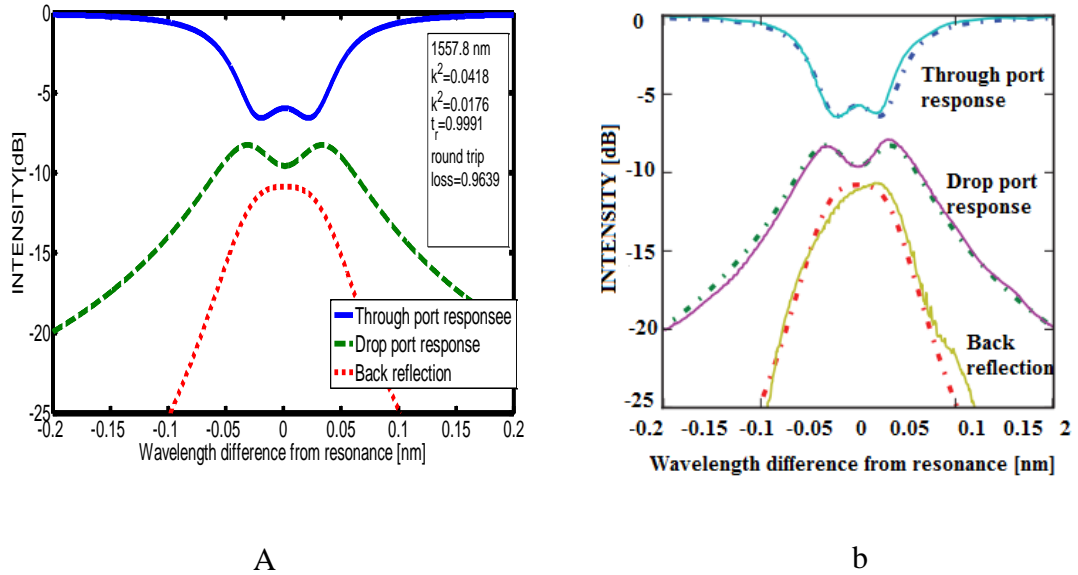 0
-5
-10
-15
-20
-25
INTENSITY[dB]
1557.8 nm
k²=0.0418
k²=0.0176
t =0.9991
r
round trip
loss=0.9639
Through port responsee
Drop port response
Back reflection
-0.2 -0.15 -0.1 -0.05 0 0.05 0.1 0.15 0.2
Wavelength difference from resonance [nm]
A
0
-5
-10
-15
-20
-25
INTENSITY [dB]
Through port
response
Drop port
response
Back
reflection
-0.2 -0.15 -0.1 -0.05 0 0.05 0.1 0.15 2
Wavelength difference from resonance [nm]
b